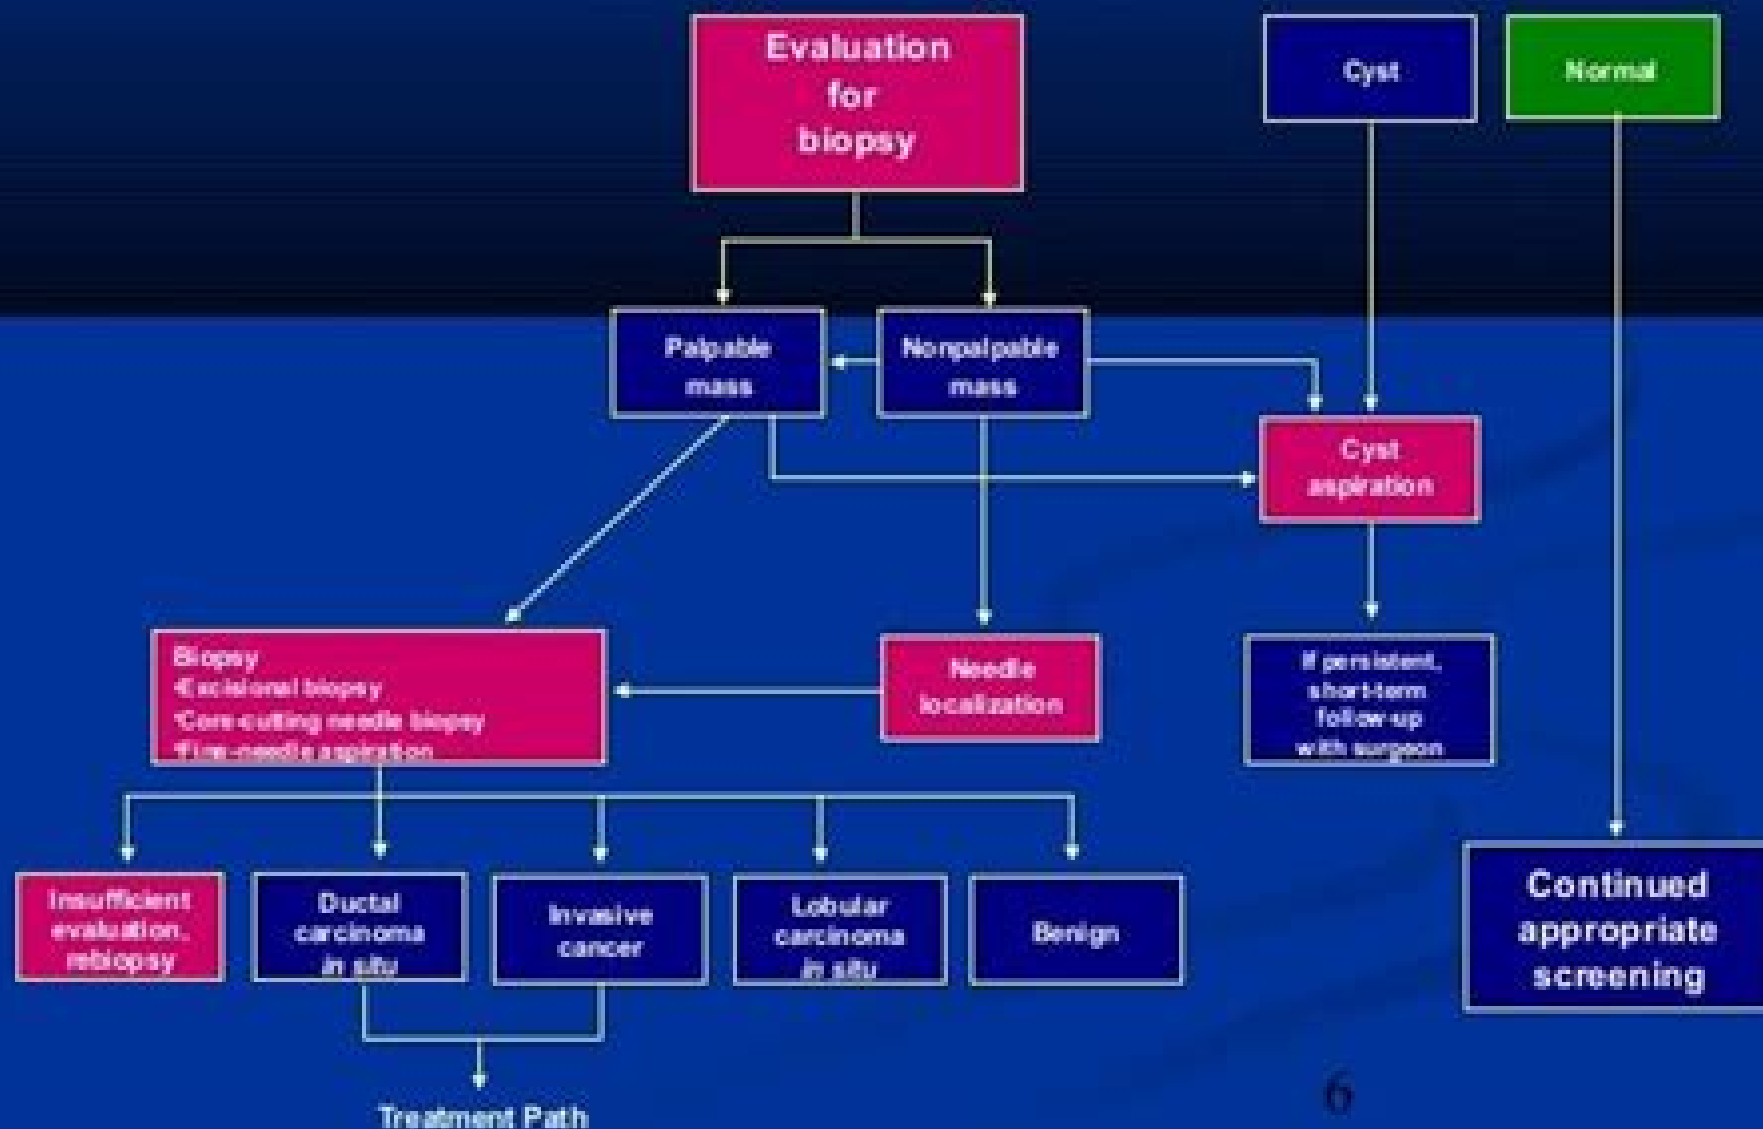 Evaluation
for
biopsy
Cyst
Normal
Palpable
mass
Nonpalpable
mass
Cyst
aspiration
Biopsy
•Excisional biopsy
•Core-cutting needle biopsy
•Fine-needle aspiration
Needle
localization
If persistent,
short-term
follow-up
with surgeon
Insufficient
evaluation,
rebiopsy
Ductal
carcinoma
in situ
Invasive
cancer
Lobular
carcinoma
in situ
Benign
Continued
appropriate
screening
Treatment Path
6